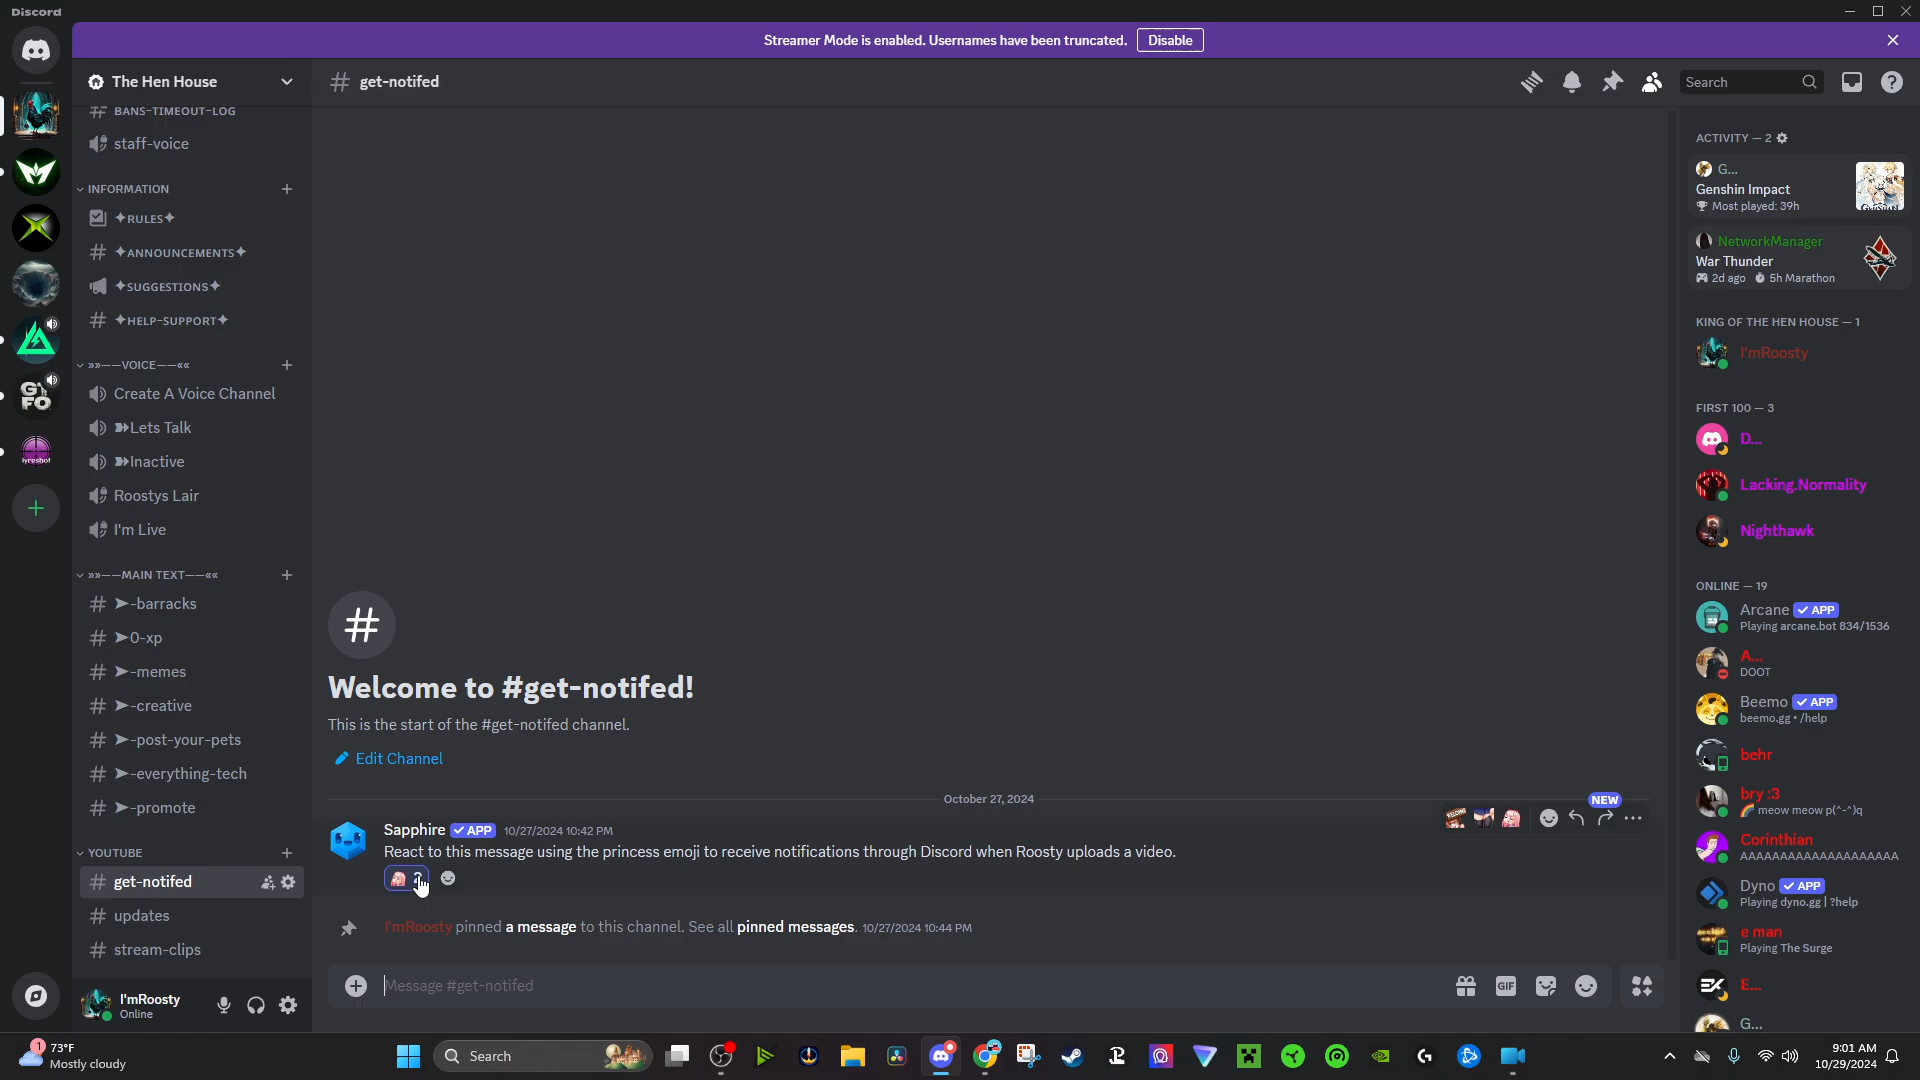 Discord
Streamer Mode is enabled. Usernames have been truncated. Disable
The Hen House
# get-notifed
Search
BANS-TIMEOUT-LOG
staff-voice
INFORMATION
✦RULES✦
✦ANNOUNCEMENTS✦
✦SUGGESTIONS✦
✦HELP-SUPPORT✦
»»——VOICE——««
Create A Voice Channel
➽Lets Talk
➽Inactive
Roostys Lair
I'm Live
»»——MAIN TEXT——««
➤-barracks
➤0-xp
➤-memes
➤-creative
➤-post-your-pets
➤-everything-tech
➤-promote
YOUTUBE
get-notifed
updates
stream-clips
I'mRoosty
Online
GTFO
lyresbot
#
Welcome to #get-notifed!
This is the start of the #get-notifed channel.
Edit Channel
October 27, 2024
NEW
Sapphire ✓ APP 10/27/2024 10:42 PM
React to this message using the princess emoji to receive notifications through Discord when Roosty uploads a video.
I'mRoosty pinned a message to this channel. See all pinned messages. 10/27/2024 10:44 PM
Message #get-notifed
GIF
ACTIVITY — 2
G...
Genshin Impact
Most played: 39h
NetworkManager
War Thunder
2d ago 5h Marathon
KING OF THE HEN HOUSE — 1
I'mRoosty
FIRST 100 — 3
D...
Lacking.Normality
Nighthawk
ONLINE — 19
Arcane ✓ APP
Playing arcane.bot 834/1536
A...
DOOT
Beemo ✓ APP
beemo.gg • /help
behr
bry :3
meow meow p(^-^)q
Corinthian
AAAAAAAAAAAAAAAAAAAA
Dyno ✓ APP
Playing dyno.gg | ?help
e man
Playing The Surge
E...
G...
1
73°F
Mostly cloudy
Search
9:01 AM
10/29/2024